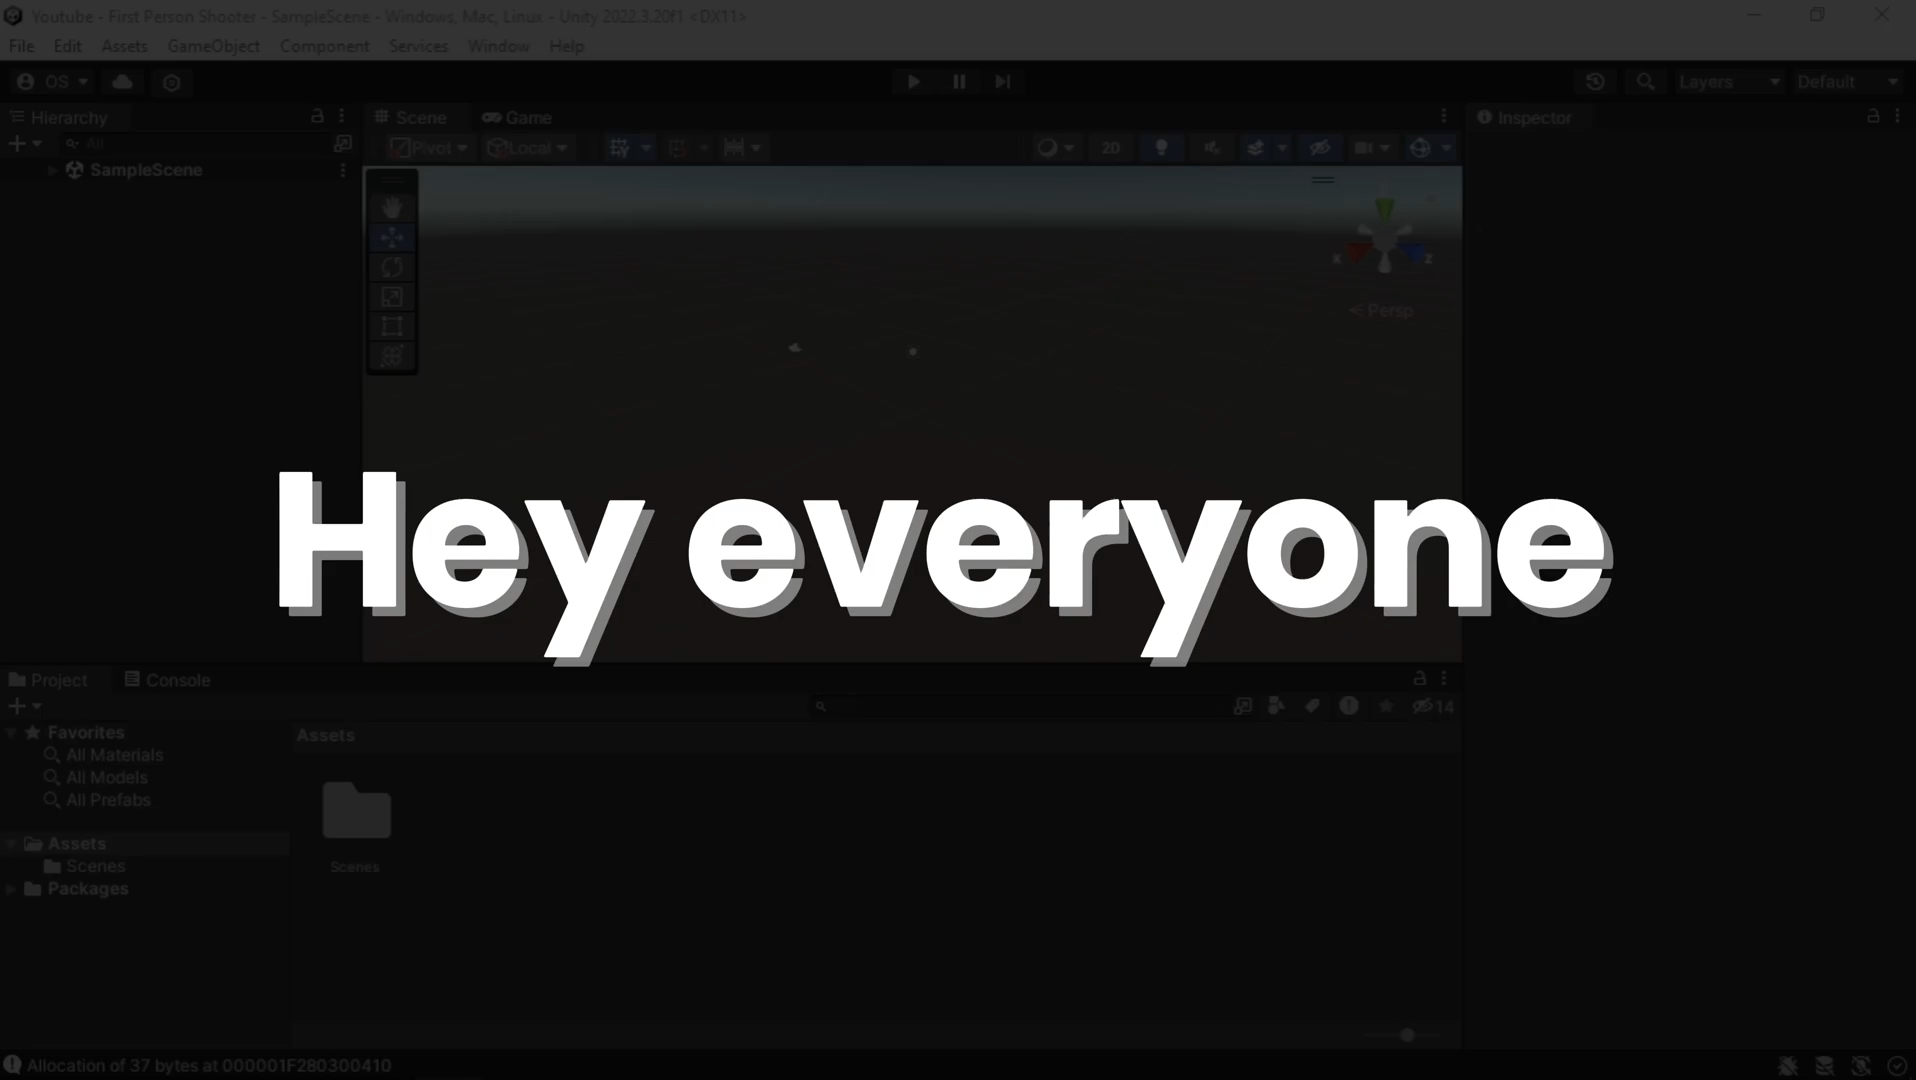 Youtube - First Person Shooter - SampleScene - Windows, Mac, Linux - Unity 2022.3.20f1 <DX11>
File Edit Assets GameObject Component Services Window Help
OS
Layers
Default
Hierarchy
Scene
Game
Inspector
All
Pivot
Local
2D
SampleScene
X
Z
Persp
Hey everyone
Project
Console
14
Favorites
All Materials
All Models
All Prefabs
Assets
Scenes
Packages
Assets
Scenes
Allocation of 37 bytes at 000001F280300410